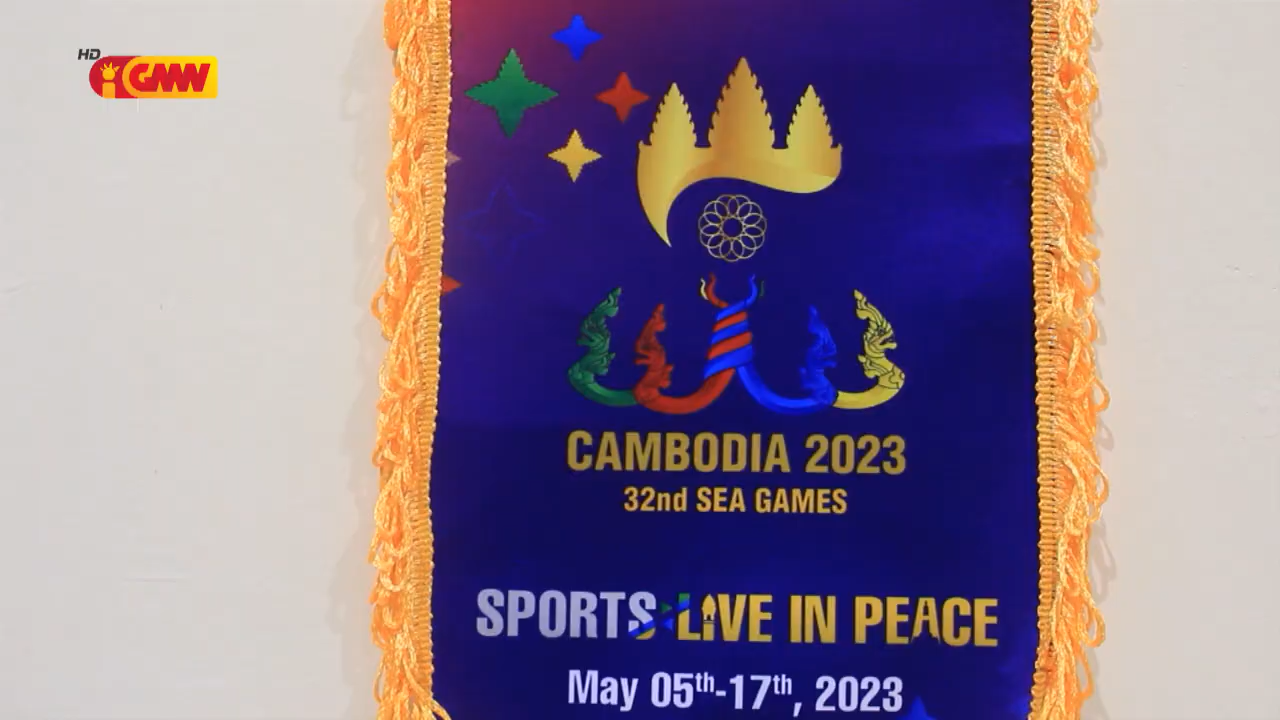 HD
GMW
CAMBODIA 2023
32nd SEA GAMES
SPORTS LIVE IN PEACE
May 05th-17th, 2023